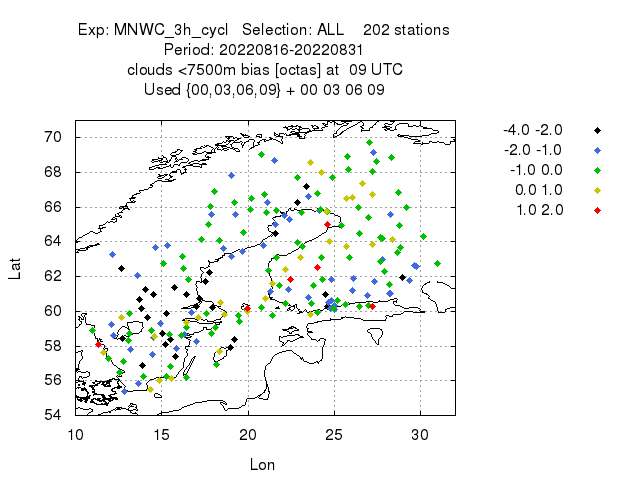 Exp: MNWC_3h_cycl   Selection: ALL    202 stations
Period: 20220816-20220831
clouds <7500m bias [octas] at  09 UTC
Used {00,03,06,09} + 00 03 06 09
-4.0 -2.0
-2.0 -1.0
-1.0 0.0
0.0 1.0
1.0 2.0
70
68
66
64
62
60
58
56
54
Lat
10 15 20 25 30
Lon